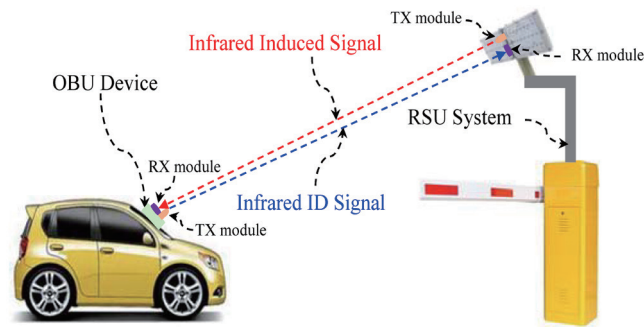 TX module
Infrared Induced Signal
RX module
OBU Device
RSU System
RX module
Infrared ID Signal
TX module